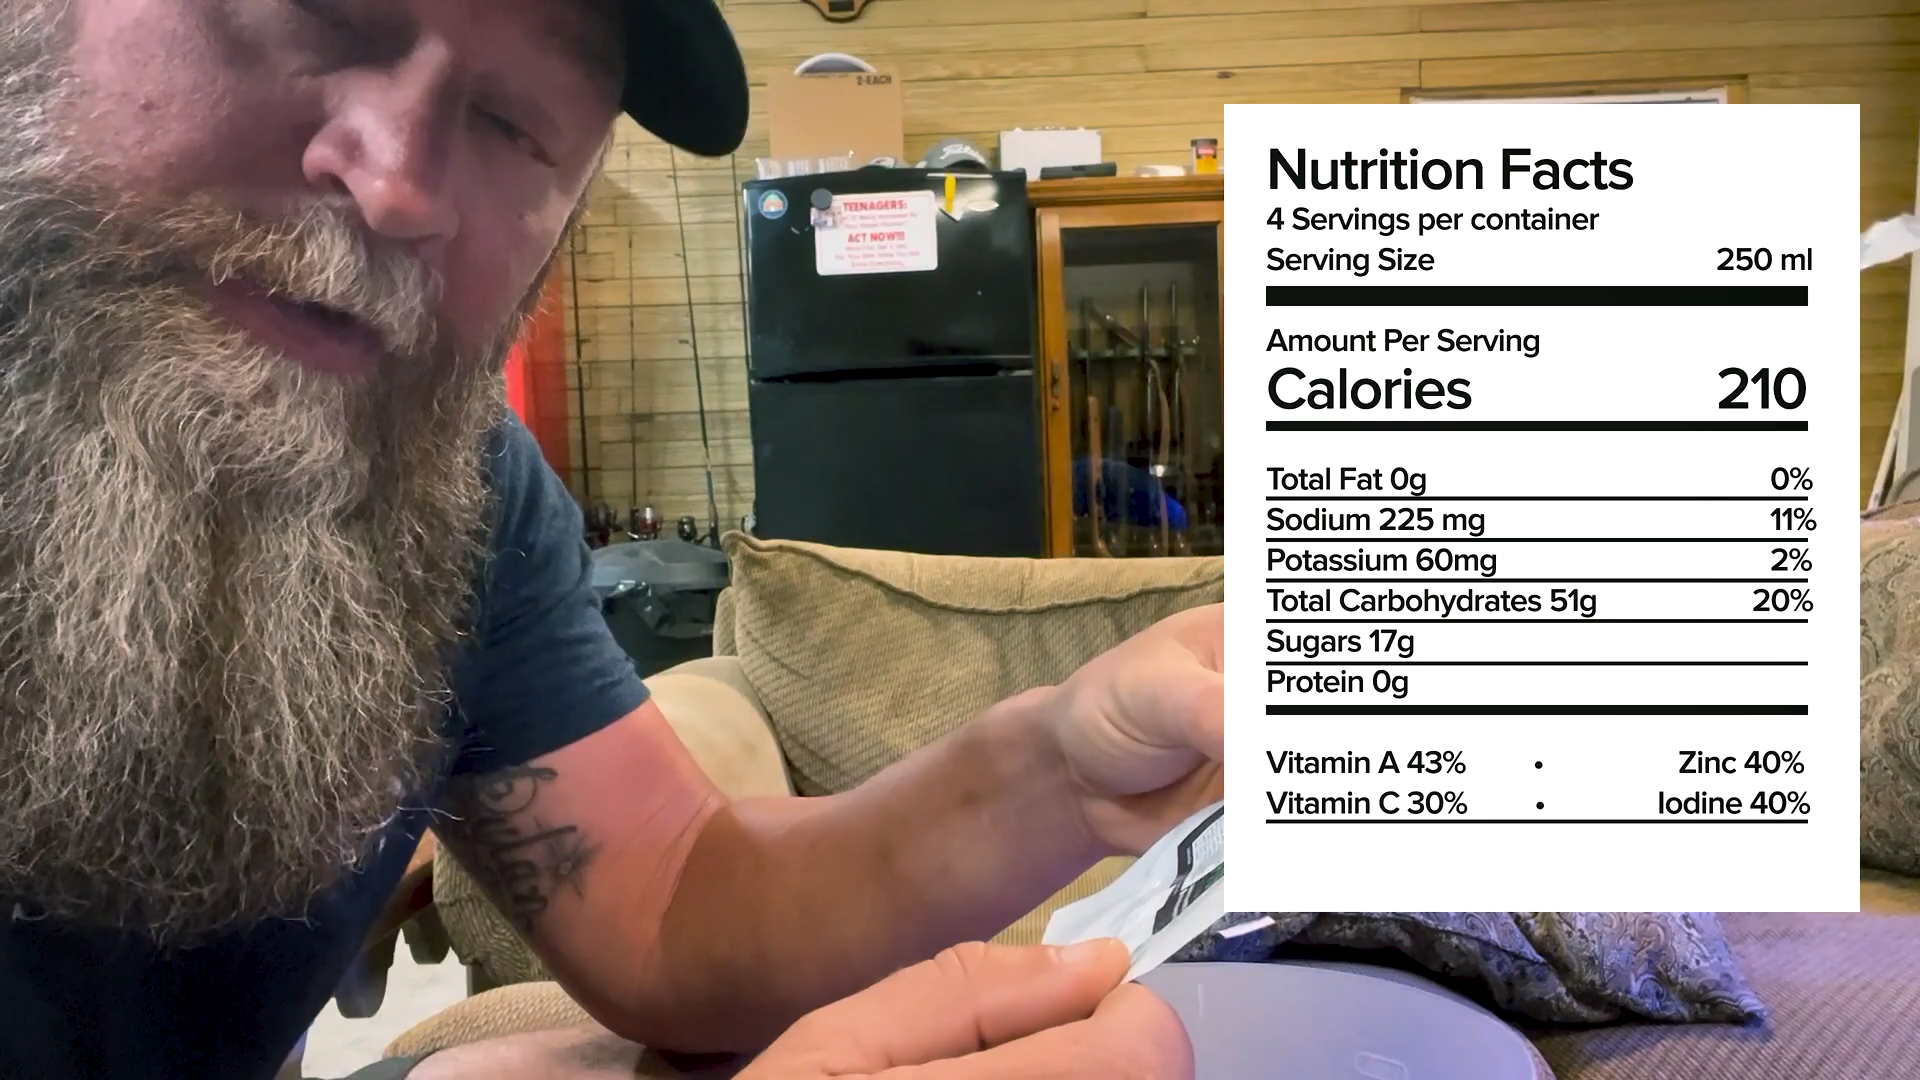 2-EACH
TEENAGERS:
ACT NOW!!!
Nutrition Facts
4 Servings per container
Serving Size 250 ml
Amount Per Serving
Calories 210
Total Fat 0g 0%
Sodium 225 mg 11%
Potassium 60mg 2%
Total Carbohydrates 51g 20%
Sugars 17g
Protein 0g
Vitamin A 43% • Zinc 40%
Vitamin C 30% • Iodine 40%